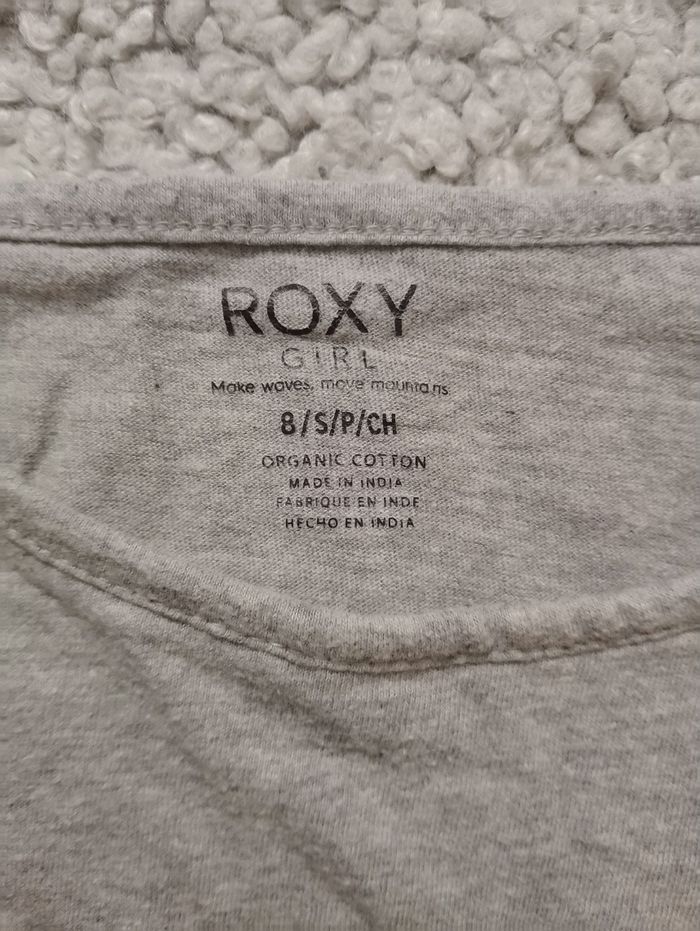 ROXY
GIRL
Make waves, move mountains
8/S/P/CH
ORGANIC COTTON
MADE IN INDIA
FABRIQUE EN INDE
HECHO EN INDIA